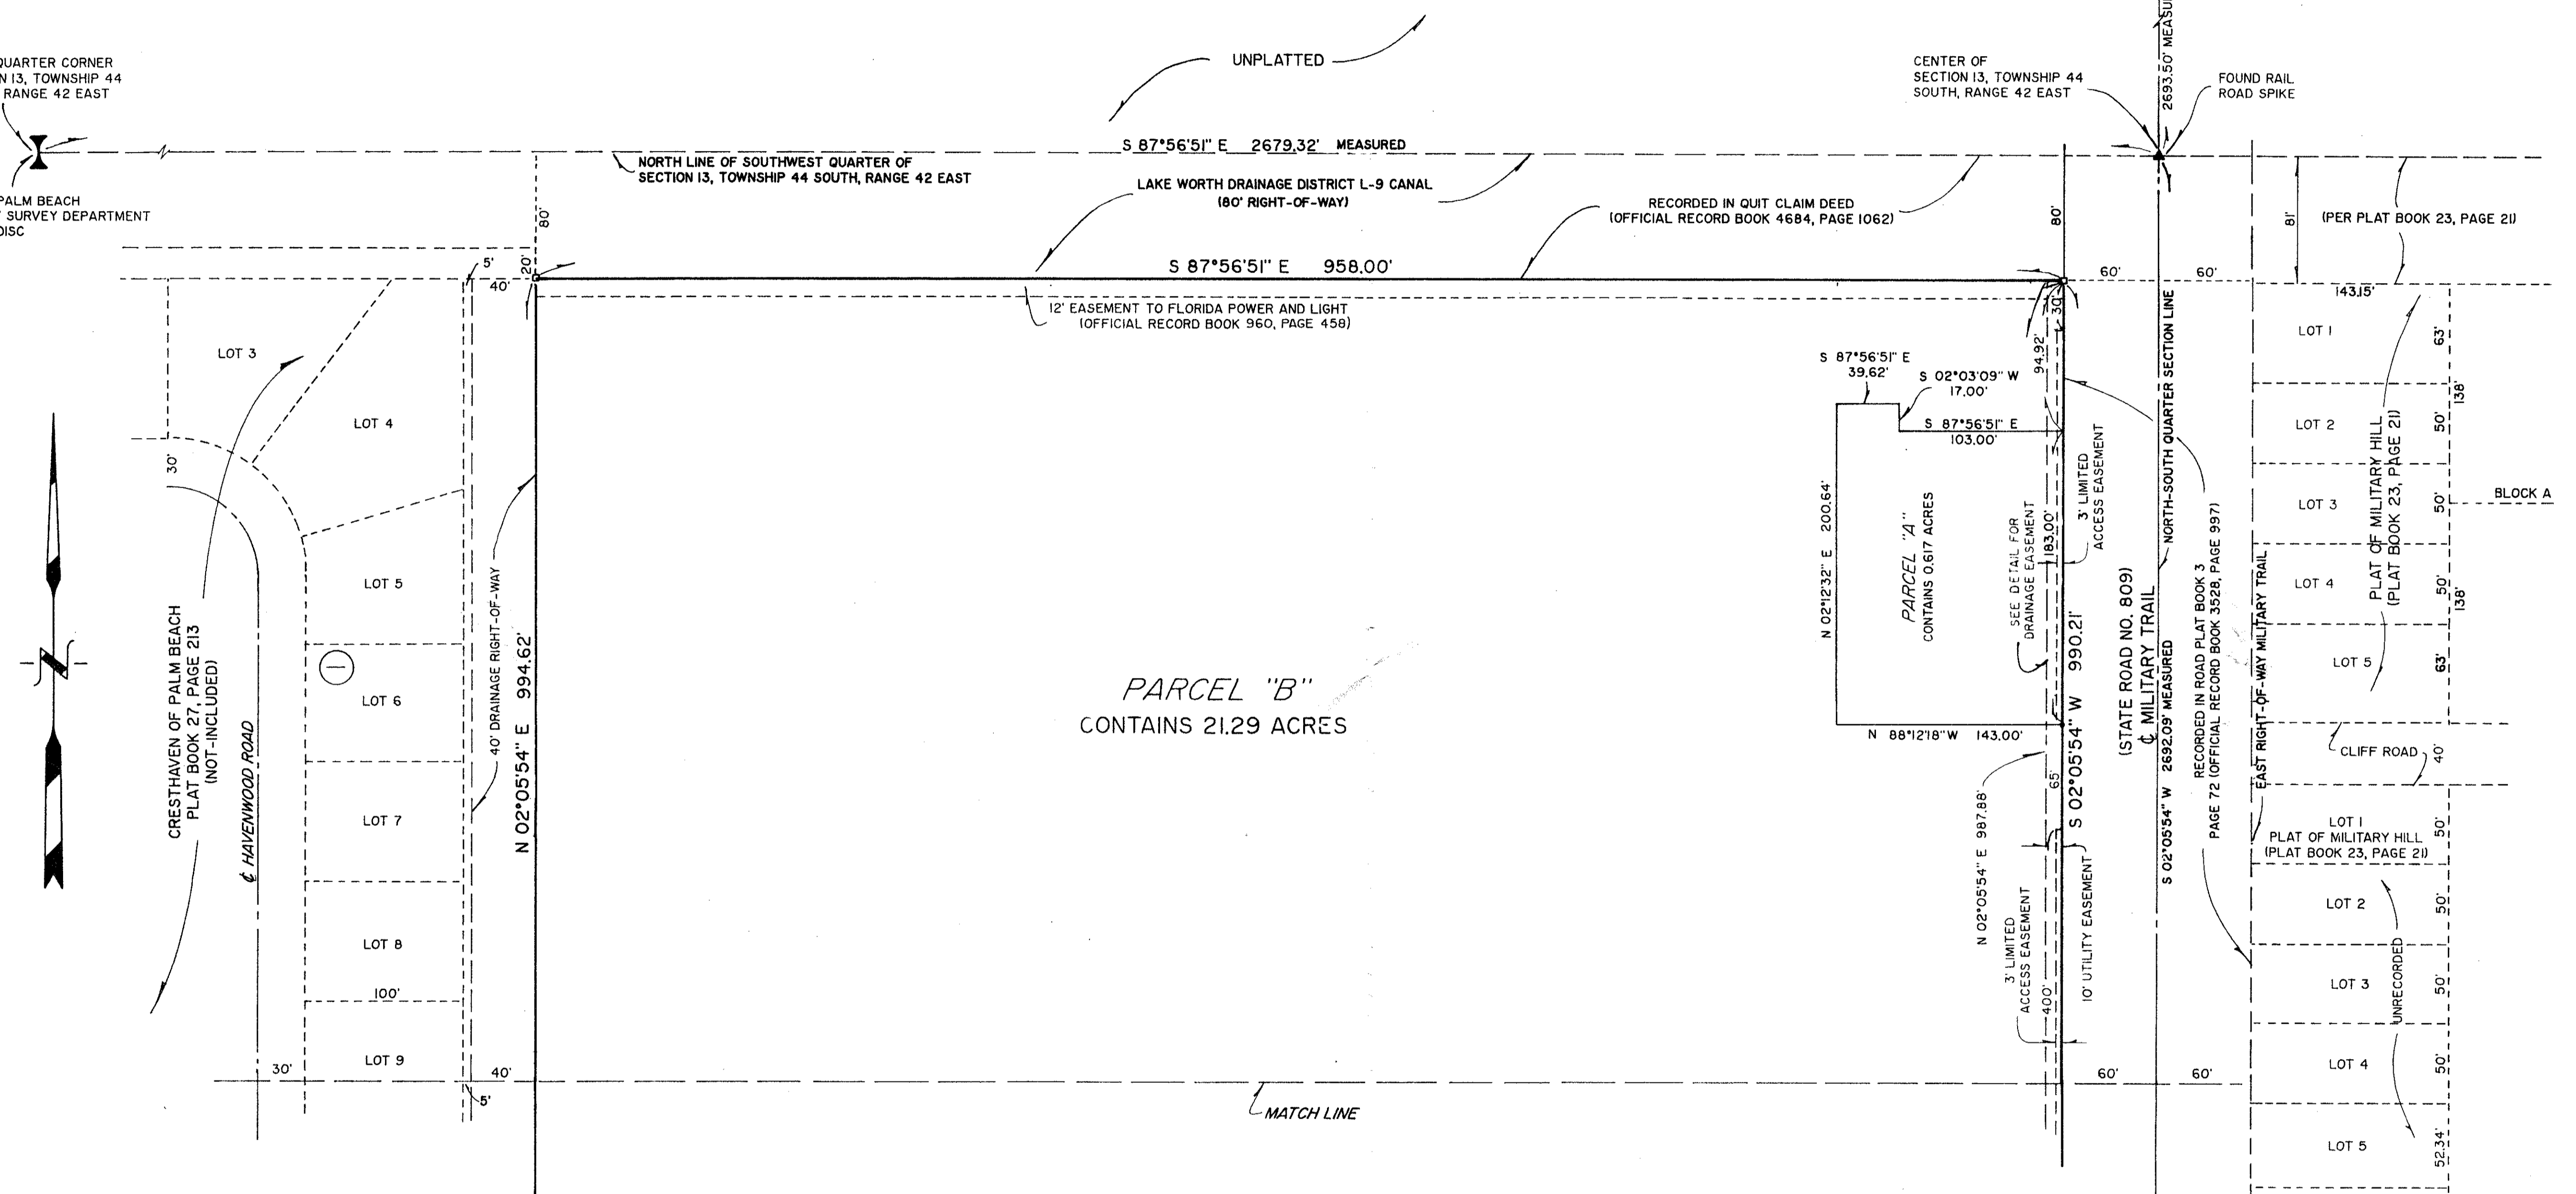 UNPLATTED
QUARTER CORNER
N 13, TOWNSHIP 44
RANGE 42 EAST
PALM BEACH
SURVEY DEPARTMENT
DISC
S 87°56'51" E 2679.32' MEASURED
NORTH LINE OF SOUTHWEST QUARTER OF
SECTION 13, TOWNSHIP 44 SOUTH, RANGE 42 EAST
LAKE WORTH DRAINAGE DISTRICT L-9 CANAL
(80' RIGHT-OF-WAY)
RECORDED IN QUIT CLAIM DEED
(OFFICIAL RECORD BOOK 4684, PAGE 1062)
CENTER OF
SECTION 13, TOWNSHIP 44
SOUTH, RANGE 42 EAST
2693.50' MEASU
FOUND RAIL
ROAD SPIKE
80'
20'
5'
40'
S 87°56'51" E 958.00'
12' EASEMENT TO FLORIDA POWER AND LIGHT
(OFFICIAL RECORD BOOK 960, PAGE 458)
80'
60'
60'
81'
(PER PLAT BOOK 23, PAGE 21)
143.15'
LOT 3
LOT 4
30'
LOT 5
1
LOT 6
LOT 7
LOT 8
100'
LOT 9
30'
40'
5'
CRESTHAVEN OF PALM BEACH
PLAT BOOK 27, PAGE 213
(NOT-INCLUDED)
℄ HAVENWOOD ROAD
40' DRAINAGE RIGHT-OF-WAY
N 02°05'54" E 994.62'
N
PARCEL "B"
CONTAINS 21.29 ACRES
MATCH LINE
S 87°56'51" E
39.62'
S 02°03'09" W
17.00'
S 87°56'51" E
103.00'
N 02°12'32" E 200.64'
PARCEL "A"
CONTAINS 0.617 ACRES
N 88°12'18" W 143.00'
94.92'
30'
SEE DETAIL FOR
DRAINAGE EASEMENT
183.00'
3' LIMITED
ACCESS EASEMENT
65'
N 02°05'54" E 987.88'
S 02°05'54" W 990.21'
3' LIMITED
ACCESS EASEMENT
400'
10' UTILITY EASEMENT
(STATE ROAD NO. 809)
℄ MILITARY TRAIL
NORTH-SOUTH QUARTER SECTION LINE
S 02°05'54" W 2692.09' MEASURED
RECORDED IN ROAD PLAT BOOK 3
PAGE 72 (OFFICIAL RECORD BOOK 3528, PAGE 997)
EAST RIGHT-OF-WAY MILITARY TRAIL
60'
60'
LOT 1
63'
138'
LOT 2
50'
LOT 3
50'
BLOCK A
LOT 4
50'
138'
LOT 5
63'
PLAT OF MILITARY HILL
(PLAT BOOK 23, PAGE 21)
CLIFF ROAD
40'
LOT 1
50'
PLAT OF MILITARY HILL
(PLAT BOOK 23, PAGE 21)
LOT 2
50'
LOT 3
50'
UNRECORDED
LOT 4
50'
LOT 5
52.34'